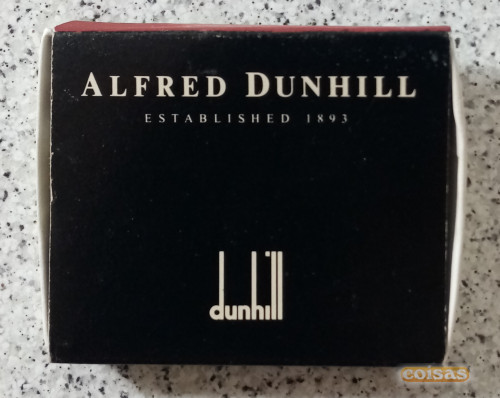 ALFRED DUNHILL
ESTABLISHED 1893
dunhill
coisas